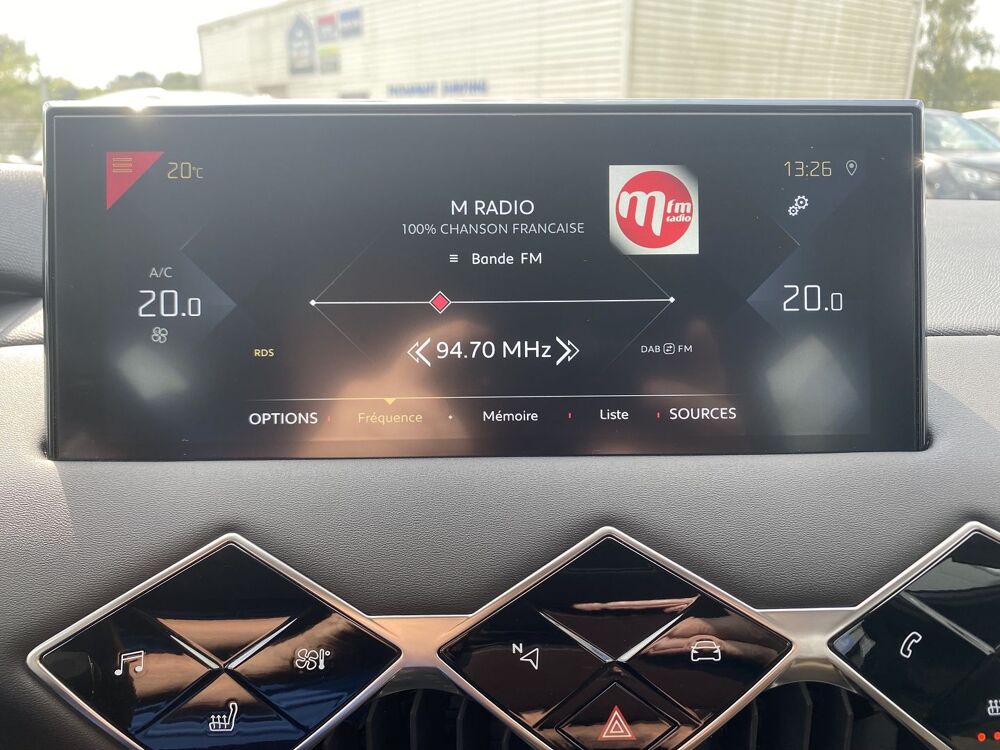 20°C
13:26
M RADIO
100% CHANSON FRANCAISE
m fm
radio
Bande FM
A/C
20.0
20.0
RDS
94.70 MHz
DAB FM
OPTIONS Fréquence Mémoire Liste SOURCES
N